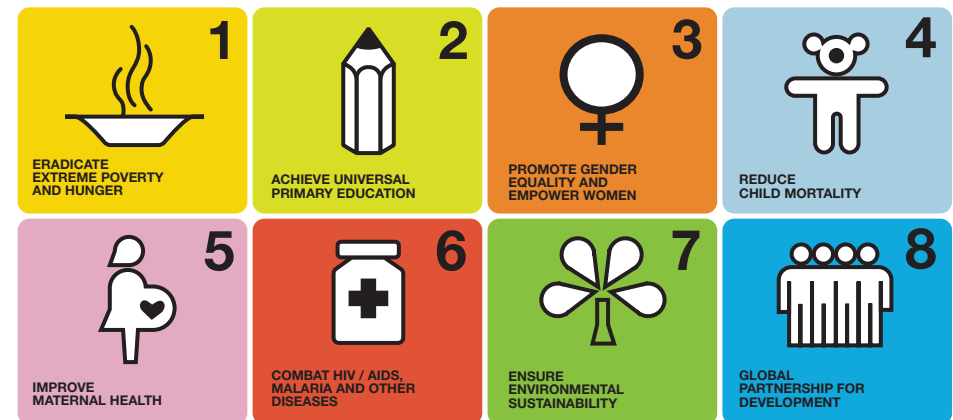 1
ERADICATE
EXTREME POVERTY
AND HUNGER
2
ACHIEVE UNIVERSAL
PRIMARY EDUCATION
3
PROMOTE GENDER
EQUALITY AND
EMPOWER WOMEN
4
REDUCE
CHILD MORTALITY
5
IMPROVE
MATERNAL HEALTH
6
COMBAT HIV / AIDS,
MALARIA AND OTHER
DISEASES
7
ENSURE
ENVIRONMENTAL
SUSTAINABILITY
8
GLOBAL
PARTNERSHIP FOR
DEVELOPMENT